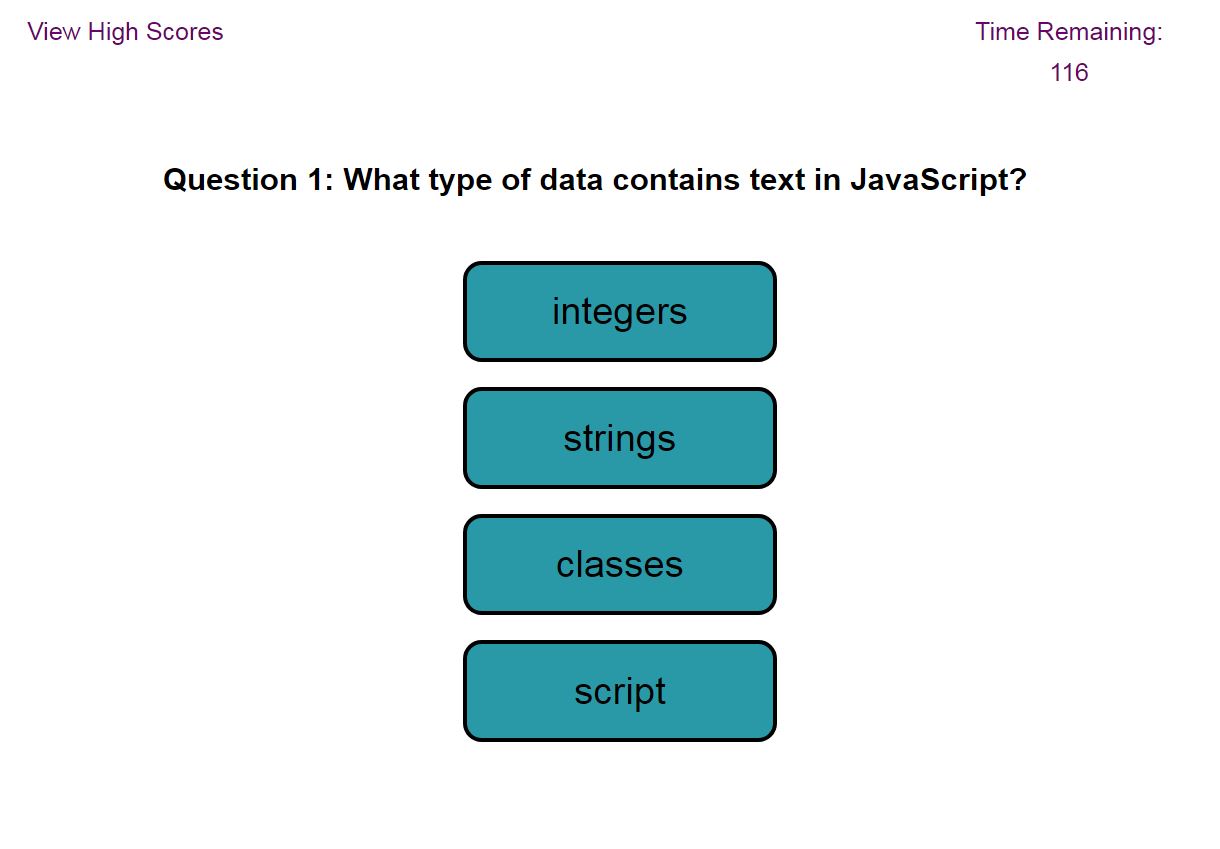 View High Scores
Time Remaining:
116
Question 1: What type of data contains text in JavaScript?
integers
strings
classes
script